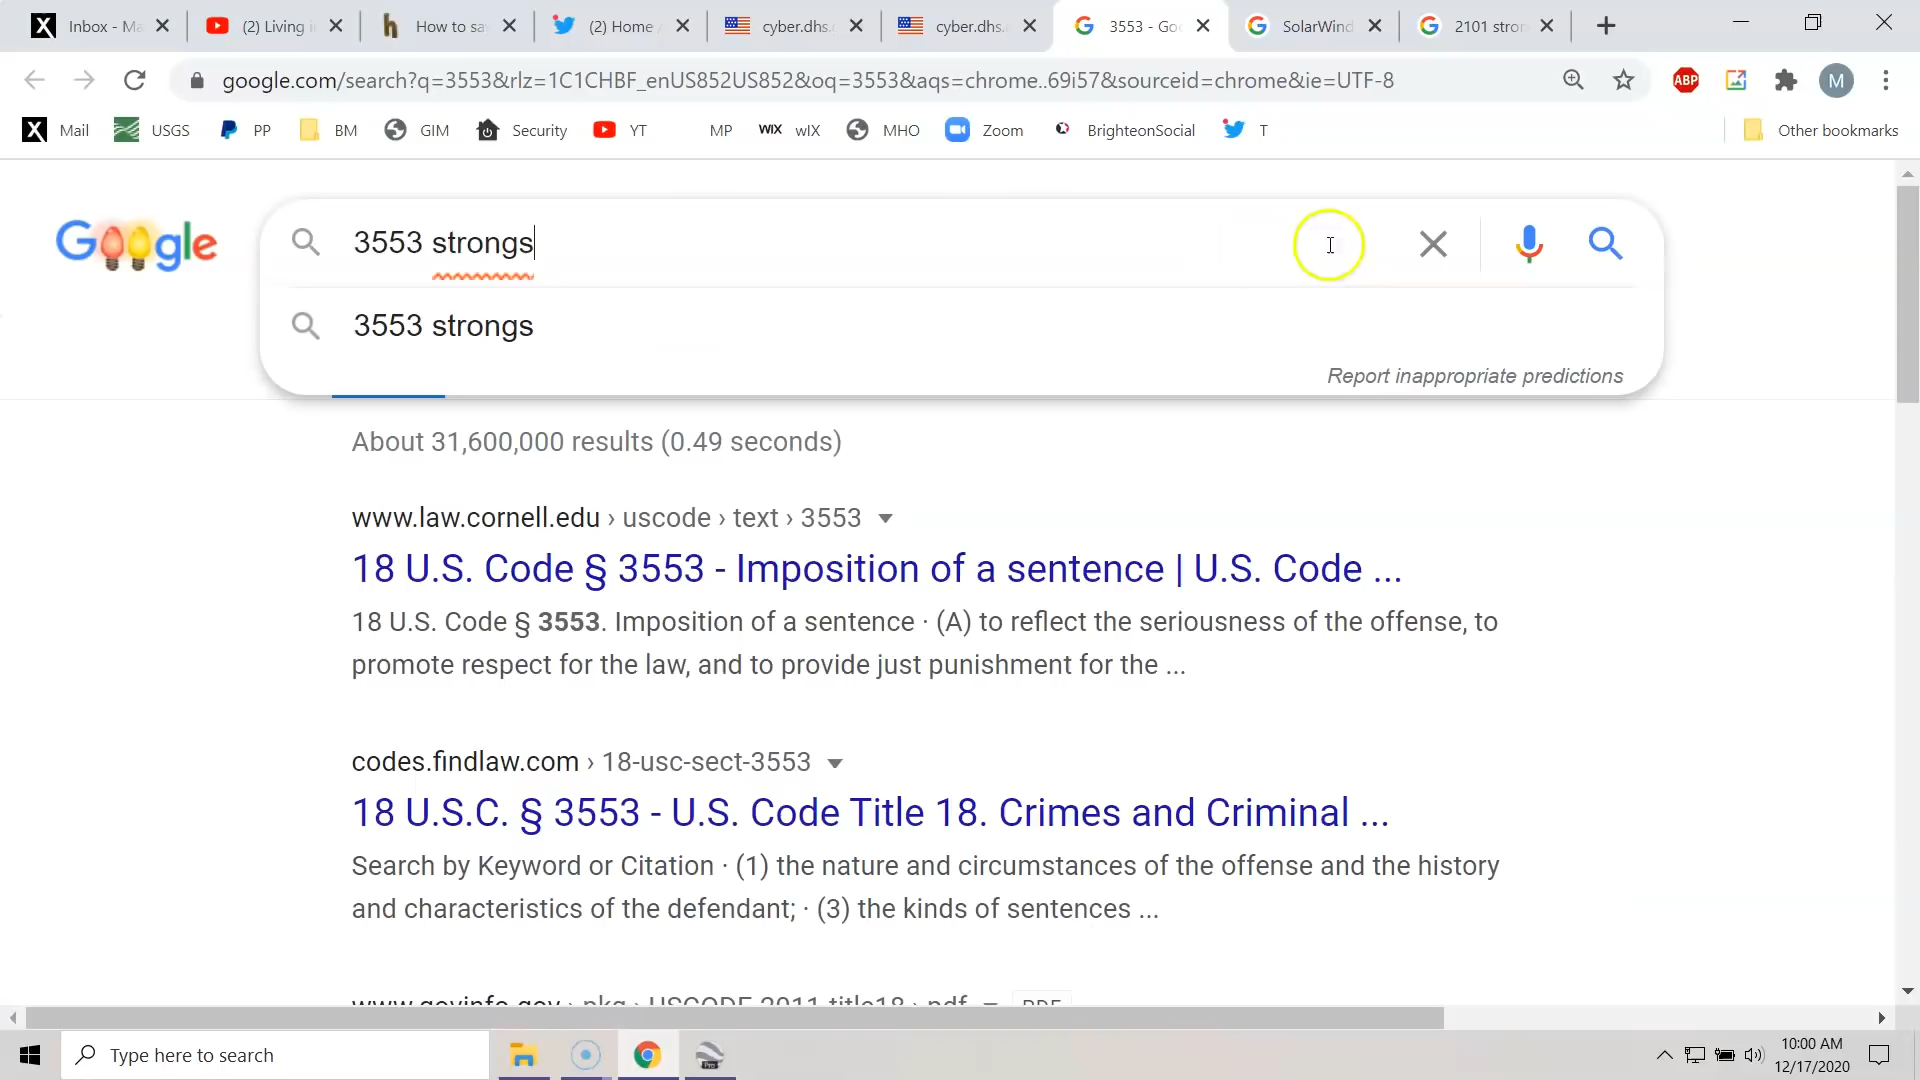 Inbox - Ma
(2) Living i
How to sa
(2) Home
cyber.dhs.
cyber.dhs.
3553 - Goo
SolarWind
2101 stron
google.com/search?q=3553&rlz=1C1CHBF_enUS852US852&oq=3553&aqs=chrome..69i57&sourceid=chrome&ie=UTF-8
ABP
M
Mail
USGS
PP
BM
GIM
Security
YT
MP
WIX wIX
MHO
Zoom
BrighteonSocial
T
Other bookmarks
Google
3553 strongs
3553 strongs
Report inappropriate predictions
About 31,600,000 results (0.49 seconds)
www.law.cornell.edu › uscode › text › 3553
18 U.S. Code § 3553 - Imposition of a sentence | U.S. Code ...
18 U.S. Code § 3553. Imposition of a sentence · (A) to reflect the seriousness of the offense, to
promote respect for the law, and to provide just punishment for the ...
codes.findlaw.com › 18-usc-sect-3553
18 U.S.C. § 3553 - U.S. Code Title 18. Crimes and Criminal ...
Search by Keyword or Citation · (1) the nature and circumstances of the offense and the history
and characteristics of the defendant; · (3) the kinds of sentences ...
www.govinfo.gov › pkg › USCODE-2011-title18 › pdf
PDF
Type here to search
10:00 AM
12/17/2020